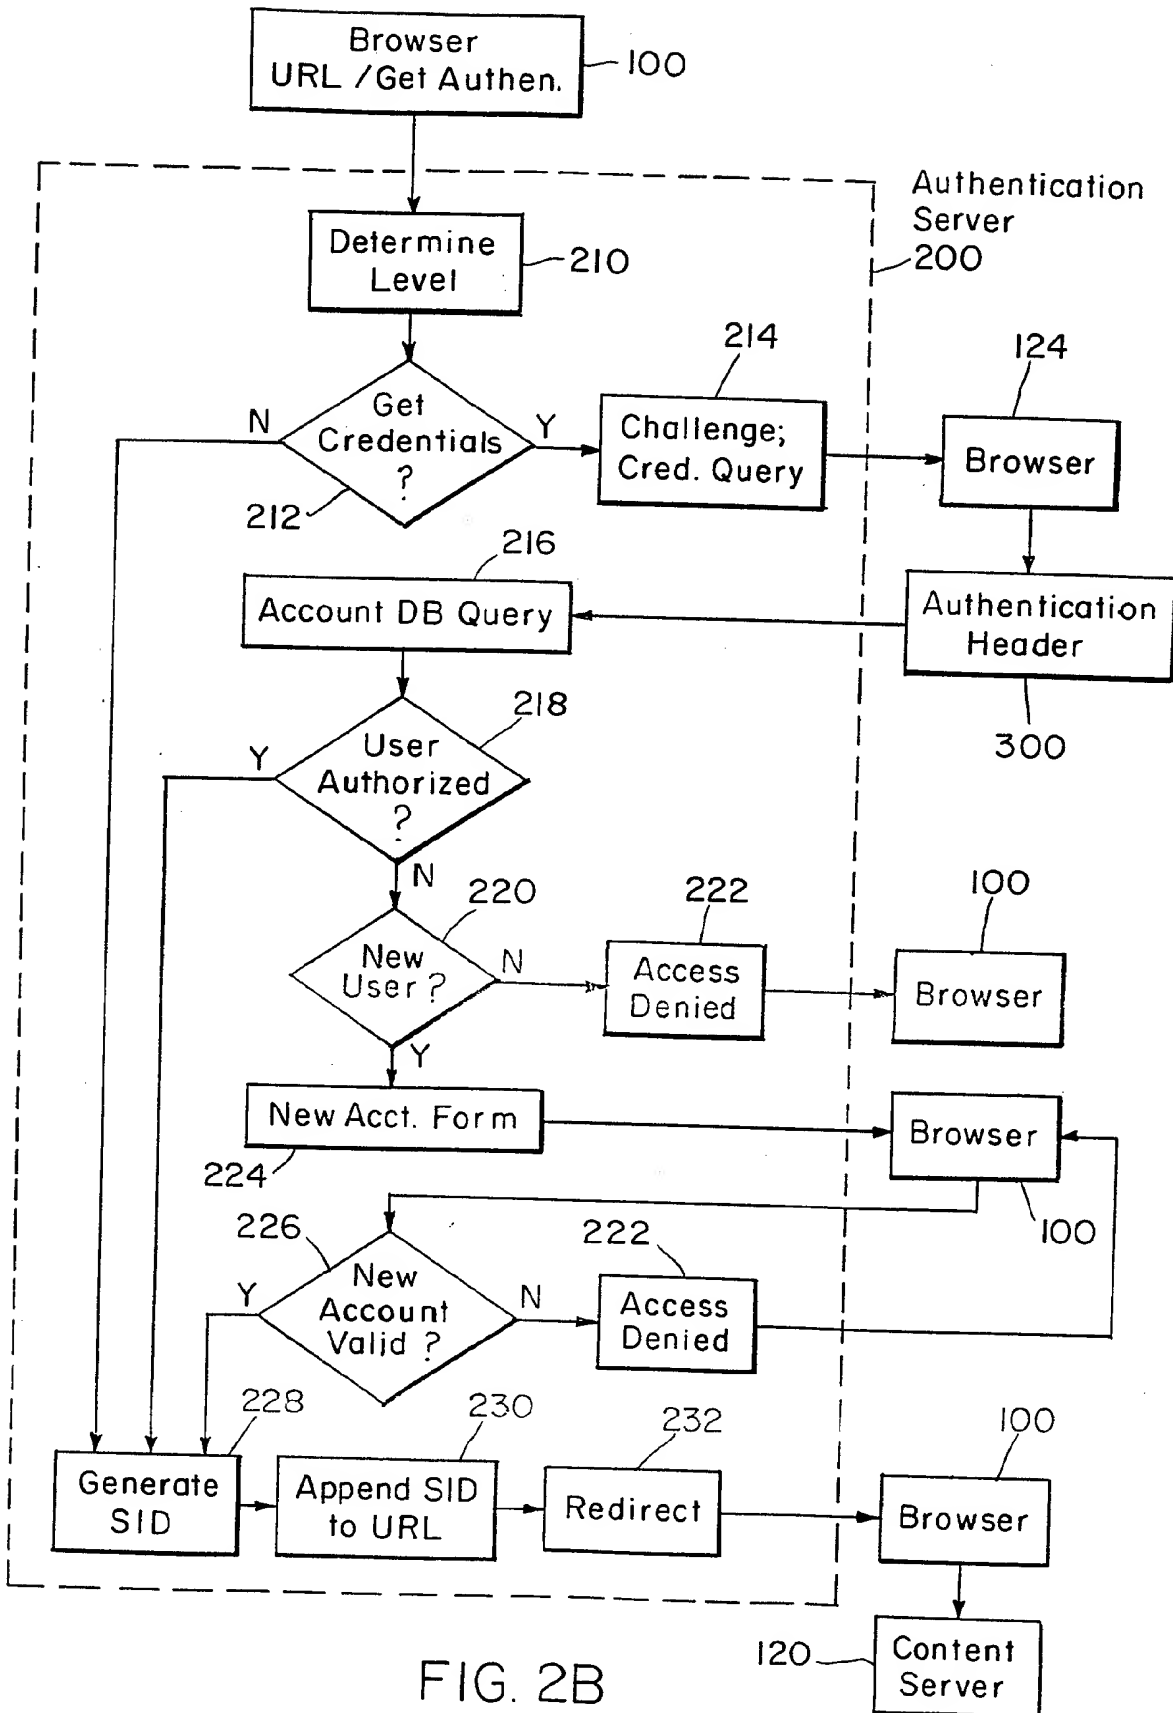 Browser
URL / Get Authen.
100
Authentication
Server
200
Determine
Level
210
214
124
Get
Credentials
?
N
Y
212
Challenge;
Cred. Query
Browser
216
Account DB Query
Authentication
Header
300
218
User
Authorized
?
Y
N
220
222
100
New
User ?
N
Y
Access
Denied
Browser
New Acct. Form
224
Browser
100
226
222
New
Account
Valid ?
Y
N
Access
Denied
228
230
232
100
Generate
SID
Append SID
to URL
Redirect
Browser
120
Content
Server
FIG. 2B